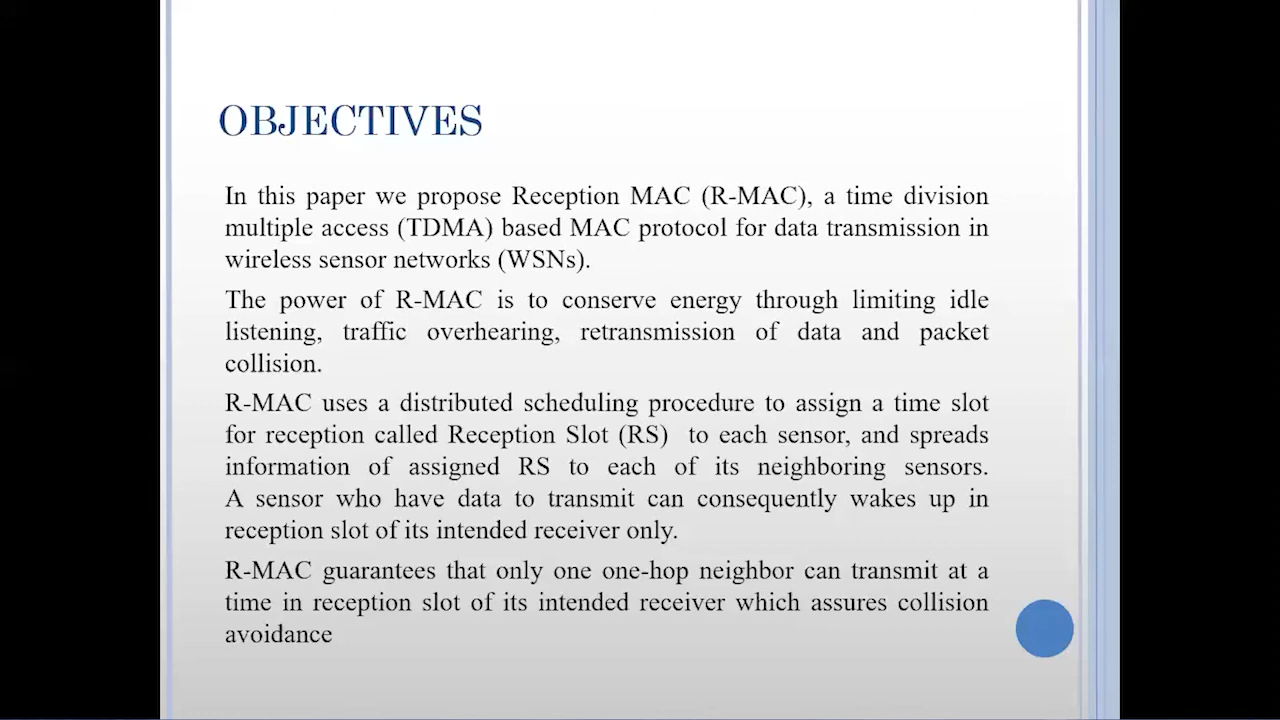 OBJECTIVES
In this paper we propose Reception MAC (R-MAC), a time division
multiple access (TDMA) based MAC protocol for data transmission in
wireless sensor networks (WSNs).
The power of R-MAC is to conserve energy through limiting idle
listening, traffic overhearing, retransmission of data and packet
collision.
R-MAC uses a distributed scheduling procedure to assign a time slot
for reception called Reception Slot (RS) to each sensor, and spreads
information of assigned RS to each of its neighboring sensors.
A sensor who have data to transmit can consequently wakes up in
reception slot of its intended receiver only.
R-MAC guarantees that only one one-hop neighbor can transmit at a
time in reception slot of its intended receiver which assures collision
avoidance